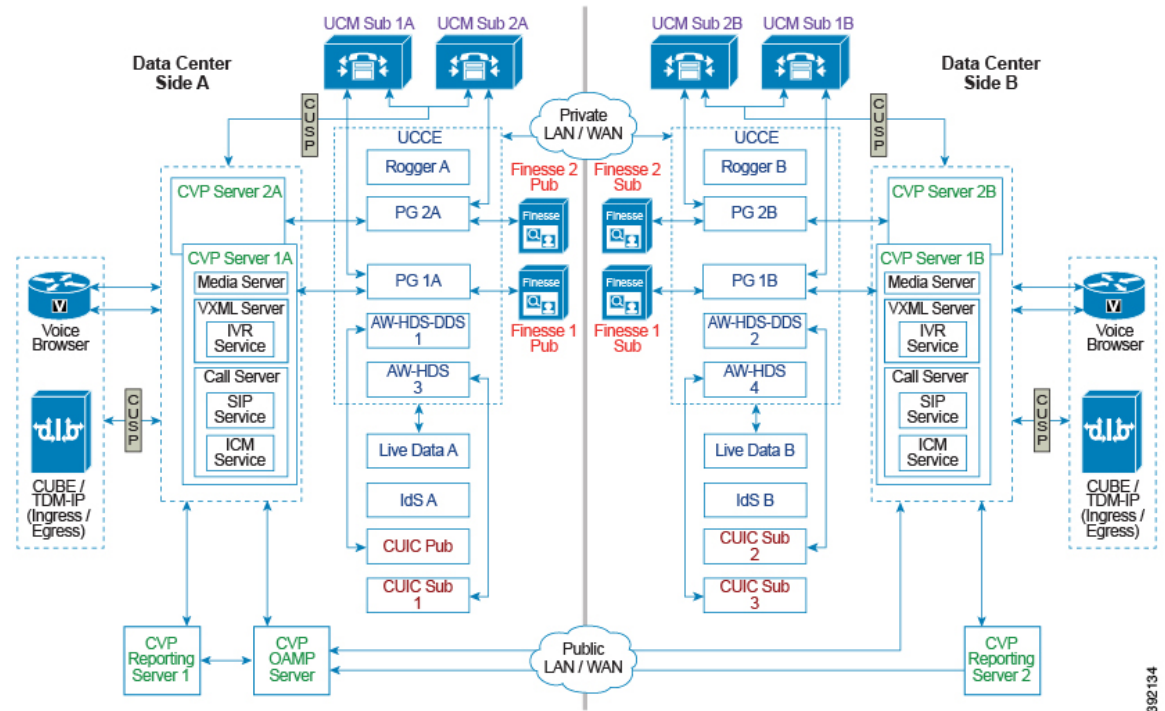 UCM Sub 1A
UCM Sub 2A
UCM Sub 2B
UCM Sub 1B
Data Center
Side A
Data Center
Side B
CUSP
CUSP
Private
LAN / WAN
UCCE
UCCE
Rogger A
Rogger B
Finesse 2
Pub
Finesse 2
Sub
CVP Server 2A
PG 2A
Finesse
Finesse
PG 2B
CVP Server 2B
CVP Server 1A
PG 1A
Finesse
Finesse
PG 1B
CVP Server 1B
Media Server
Media Server
VXML Server
VXML Server
IVR
Service
IVR
Service
V
Voice
Browser
V
Voice
Browser
Finesse 1
Pub
Finesse 1
Sub
AW-HDS-DDS
1
AW-HDS-DDS
2
AW-HDS
3
AW-HDS
4
Call Server
SIP
Service
ICM
Service
Call Server
SIP
Service
ICM
Service
CUSP
CUSP
d,l,b
d,l,b
CUBE /
TDM-IP
(Ingress /
Egress)
CUBE /
TDM-IP
(Ingress /
Egress)
Live Data A
Live Data B
IdS A
IdS B
CUIC Pub
CUIC Sub
2
CUIC Sub
1
CUIC Sub
3
CVP
Reporting
Server 1
CVP
OAMP
Server
Public
LAN / WAN
CVP
Reporting
Server 2
392134